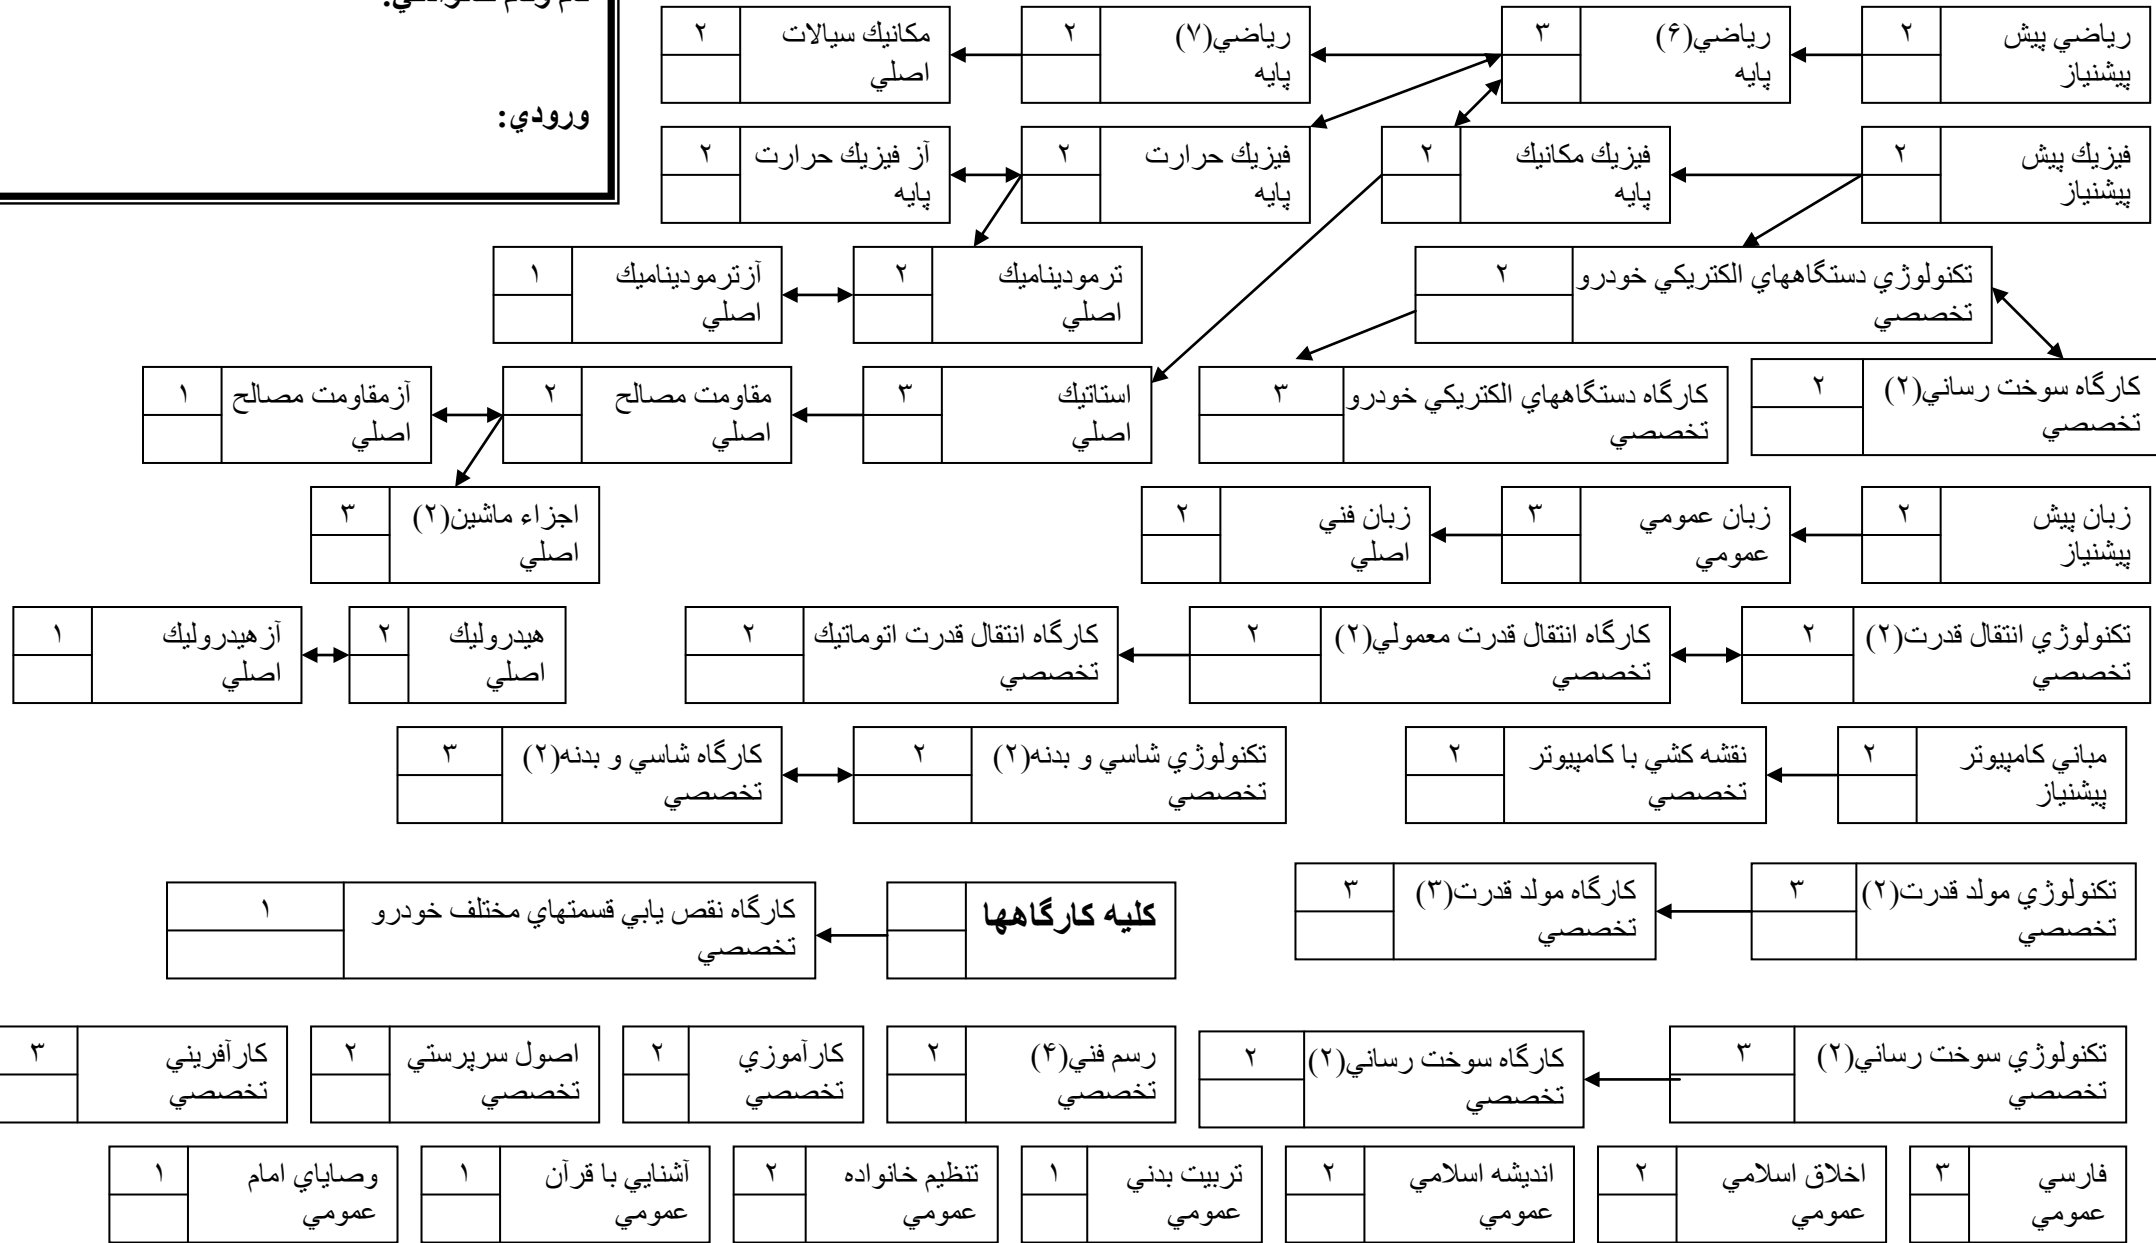 ورودي:
رياضي پيش ۲
پيشنياز
رياضي(۶) ۳
پايه
رياضي(۷) ۲
پايه
مكانيك سيالات ۲
اصلي
فيزيك پيش ۲
پيشنياز
فيزيك مكانيك ۲
پايه
فيزيك حرارت ۲
پايه
آز فيزيك حرارت ۲
پايه
تكنولوژي دستگاههاي الكتريكي خودرو ۲
تخصصي
ترموديناميك ۲
اصلي
آزترموديناميك ۱
اصلي
كارگاه سوخت رساني(۲) ۲
تخصصي
كارگاه دستگاههاي الكتريكي خودرو ۳
تخصصي
استاتيك ۳
اصلي
مقاومت مصالح ۲
اصلي
آزمقاومت مصالح ۱
اصلي
اجزاء ماشين(۲) ۳
اصلي
زبان پيش ۲
پيشنياز
زبان عمومي ۳
عمومي
زبان فني ۲
اصلي
تكنولوژي انتقال قدرت(۲) ۲
تخصصي
كارگاه انتقال قدرت معمولي(۲) ۲
تخصصي
كارگاه انتقال قدرت اتوماتيك ۲
تخصصي
هيدروليك ۲
اصلي
آزهيدروليك ۱
اصلي
مباني كامپيوتر ۲
پيشنياز
نقشه كشي با كامپيوتر ۲
تخصصي
تكنولوژي شاسي و بدنه(۲) ۲
تخصصي
كارگاه شاسي و بدنه(۲) ۳
تخصصي
تكنولوژي مولد قدرت(۲) ۳
تخصصي
كارگاه مولد قدرت(۳) ۳
تخصصي
كليه كارگاهها
كارگاه نقص يابي قسمتهاي مختلف خودرو ۱
تخصصي
تكنولوژي سوخت رساني(۲) ۳
تخصصي
كارگاه سوخت رساني(۲) ۲
تخصصي
رسم فني(۴) ۲
تخصصي
كارآموزي ۲
تخصصي
اصول سرپرستي ۲
تخصصي
كارآفريني ۳
تخصصي
فارسي ۳
عمومي
اخلاق اسلامي ۲
عمومي
انديشه اسلامي ۲
عمومي
تربيت بدني ۱
عمومي
تنظيم خانواده ۲
عمومي
آشنايي با قرآن ۱
عمومي
وصاياي امام ۱
عمومي